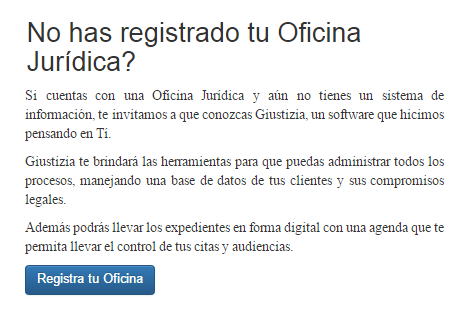 No has registrado tu Oficina
Jurídica?
Si cuentas con una Oficina Jurídica y aún no tienes un sistema de
información, te invitamos a que conozcas Giustizia, un software que hicimos
pensando en Ti.
Giustizia te brindará las herramientas para que puedas administrar todos los
procesos, manejando una base de datos de tus clientes y sus compromisos
legales.
Además podrás llevar los expedientes en forma digital con una agenda que te
permita llevar el control de tus citas y audiencias.
Registra tu Oficina